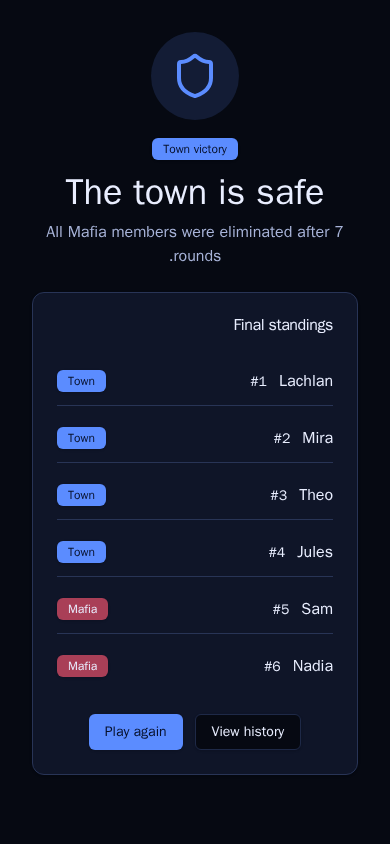 Town victory
The town is safe
All Mafia members were eliminated after 7
.rounds
Final standings
Town #1 Lachlan
Town #2 Mira
Town #3 Theo
Town #4 Jules
Mafia #5 Sam
Mafia #6 Nadia
Play again View history